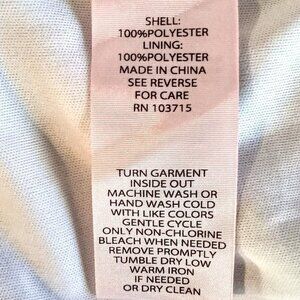 SHELL:
100%POLYESTER
LINING:
100%POLYESTER
MADE IN CHINA
SEE REVERSE
FOR CARE
RN 103715
TURN GARMENT
INSIDE OUT
MACHINE WASH OR
HAND WASH COLD
WITH LIKE COLORS
GENTLE CYCLE
ONLY NON-CHLORINE
BLEACH WHEN NEEDED
REMOVE PROMPTLY
TUMBLE DRY LOW
WARM IRON
IF NEEDED
OR DRY CLEAN